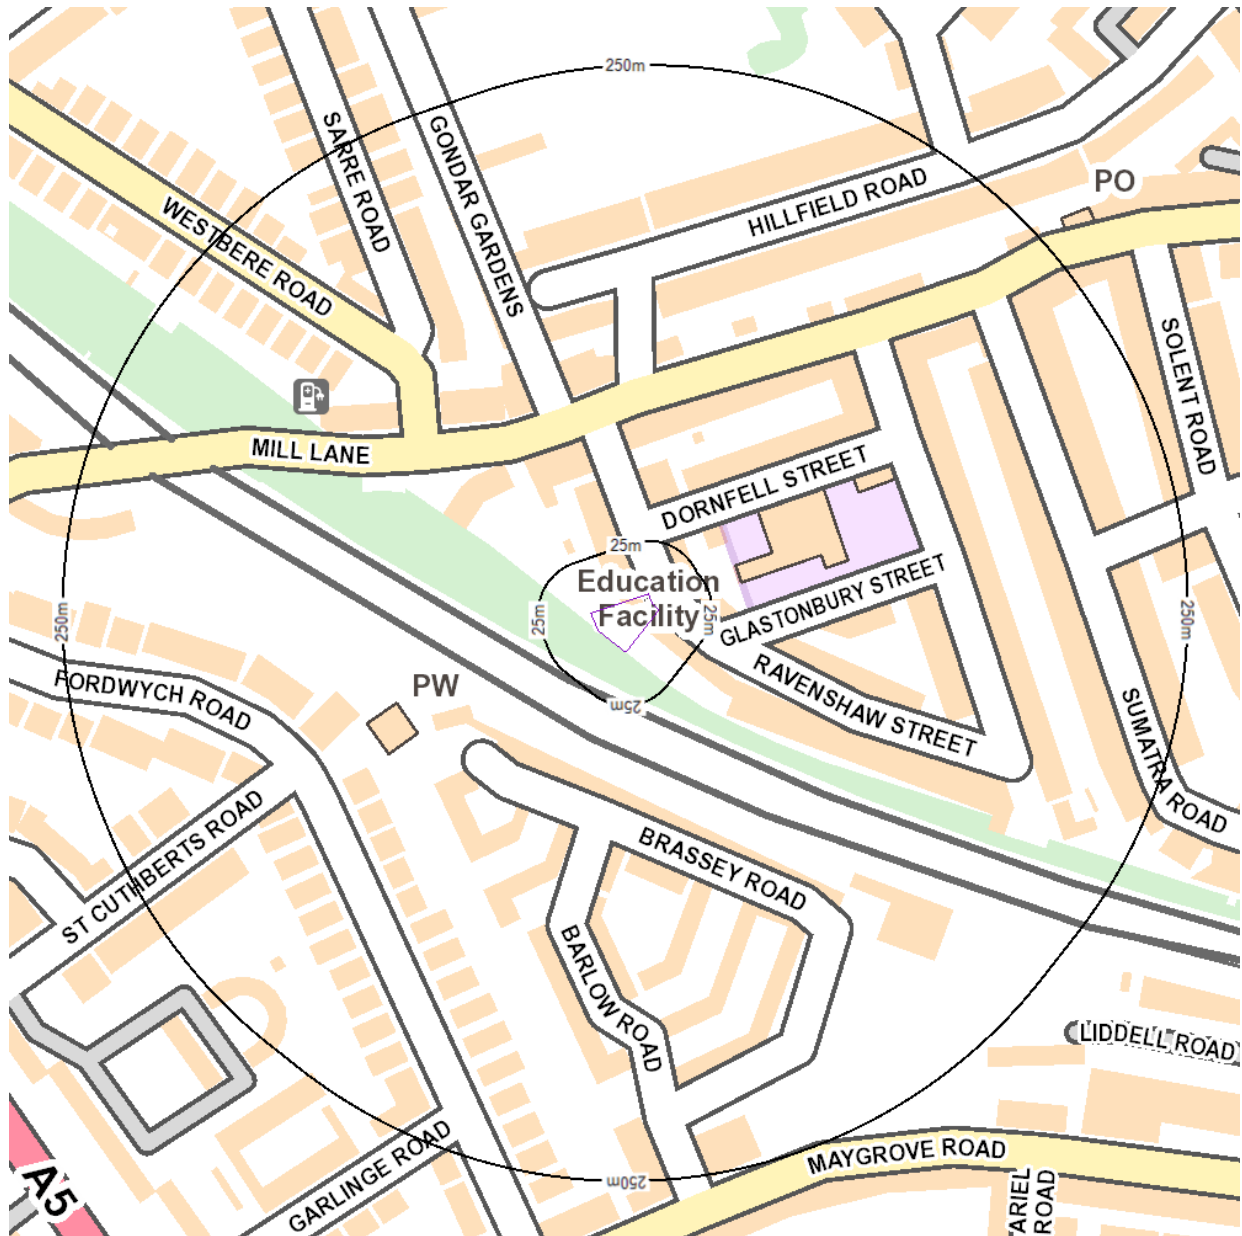 250m
SARRE ROAD
GONDAR GARDENS
PO
HILLFIELD ROAD
WESTBERE ROAD
SOLENT ROAD
MILL LANE
DORNFELL STREET
25m
Education
Facility
25m
25m
GLASTONBURY STREET
250m
250m
RAVENSHAW STREET
FORDWYCH ROAD
PW
25m
SUMATRA ROAD
ST CUTHBERTS ROAD
BRASSEY ROAD
BARLOW ROAD
LIDDELL ROAD
GARLINGE ROAD
MAYGROVE ROAD
250m
A5
ARIEL
ROAD